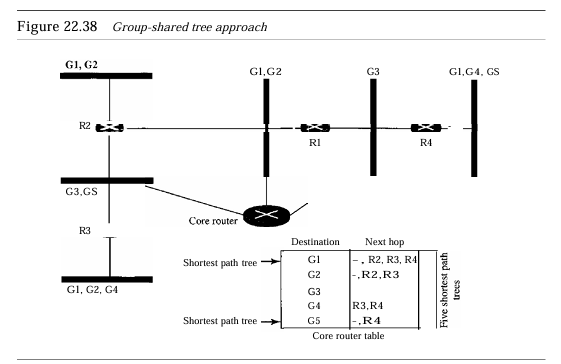 Figure 22.38 Group-shared tree approach
G1, G2
G1,G2
G3
G1,G4, GS
R2
R1
R4
G3,GS
Core router
R3
G1, G2, G4
Destination Next hop
Shortest path tree G1 -, R2, R3, R4
G2 -,R2,R3
G3
G4 R3,R4
Shortest path tree G5 -,R4
Core router table
Five shortest path
trees